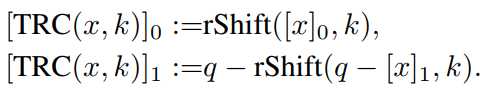 [TRC(x, k)]₀ :=rShift([x]₀, k),
[TRC(x, k)]₁ :=q − rShift(q − [x]₁, k).